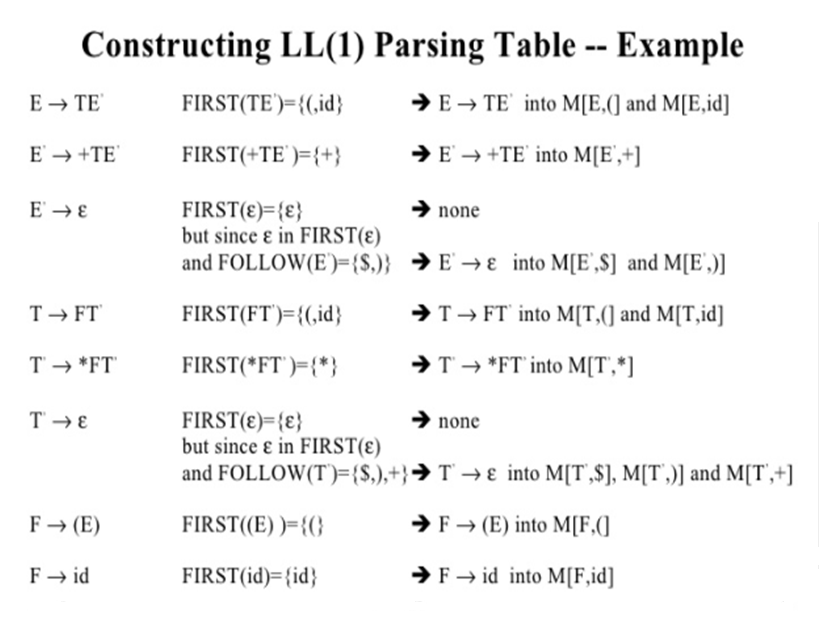 Constructing LL(1) Parsing Table -- Example
E → TE' FIRST(TE')={(,id} ➔ E → TE' into M[E,(] and M[E,id]
E' → +TE' FIRST(+TE')={+} ➔ E' → +TE' into M[E',+]
E' → ε FIRST(ε)={ε} ➔ none
but since ε in FIRST(ε)
and FOLLOW(E')={$,)} ➔ E' → ε into M[E',$] and M[E',)]
T → FT' FIRST(FT')={(,id} ➔ T → FT' into M[T,(] and M[T,id]
T' → *FT' FIRST(*FT')={*} ➔ T' → *FT' into M[T',*]
T' → ε FIRST(ε)={ε} ➔ none
but since ε in FIRST(ε)
and FOLLOW(T')={$,),+} ➔ T' → ε into M[T',$], M[T',)] and M[T',+]
F → (E) FIRST((E) )={(} ➔ F → (E) into M[F,(]
F → id FIRST(id)={id} ➔ F → id into M[F,id]